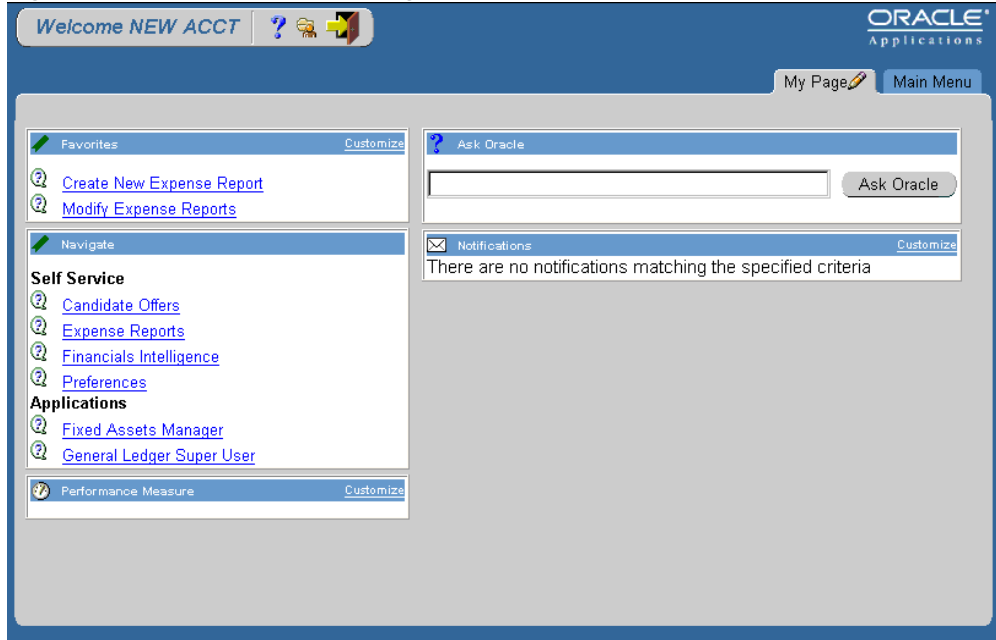 Welcome NEW ACCT
ORACLE
Applications
My Page
Main Menu
Favorites Customize
Create New Expense Report
Modify Expense Reports
Navigate
Self Service
Candidate Offers
Expense Reports
Financials Intelligence
Preferences
Applications
Fixed Assets Manager
General Ledger Super User
Performance Measure Customize
Ask Oracle
Ask Oracle
Notifications Customize
There are no notifications matching the specified criteria